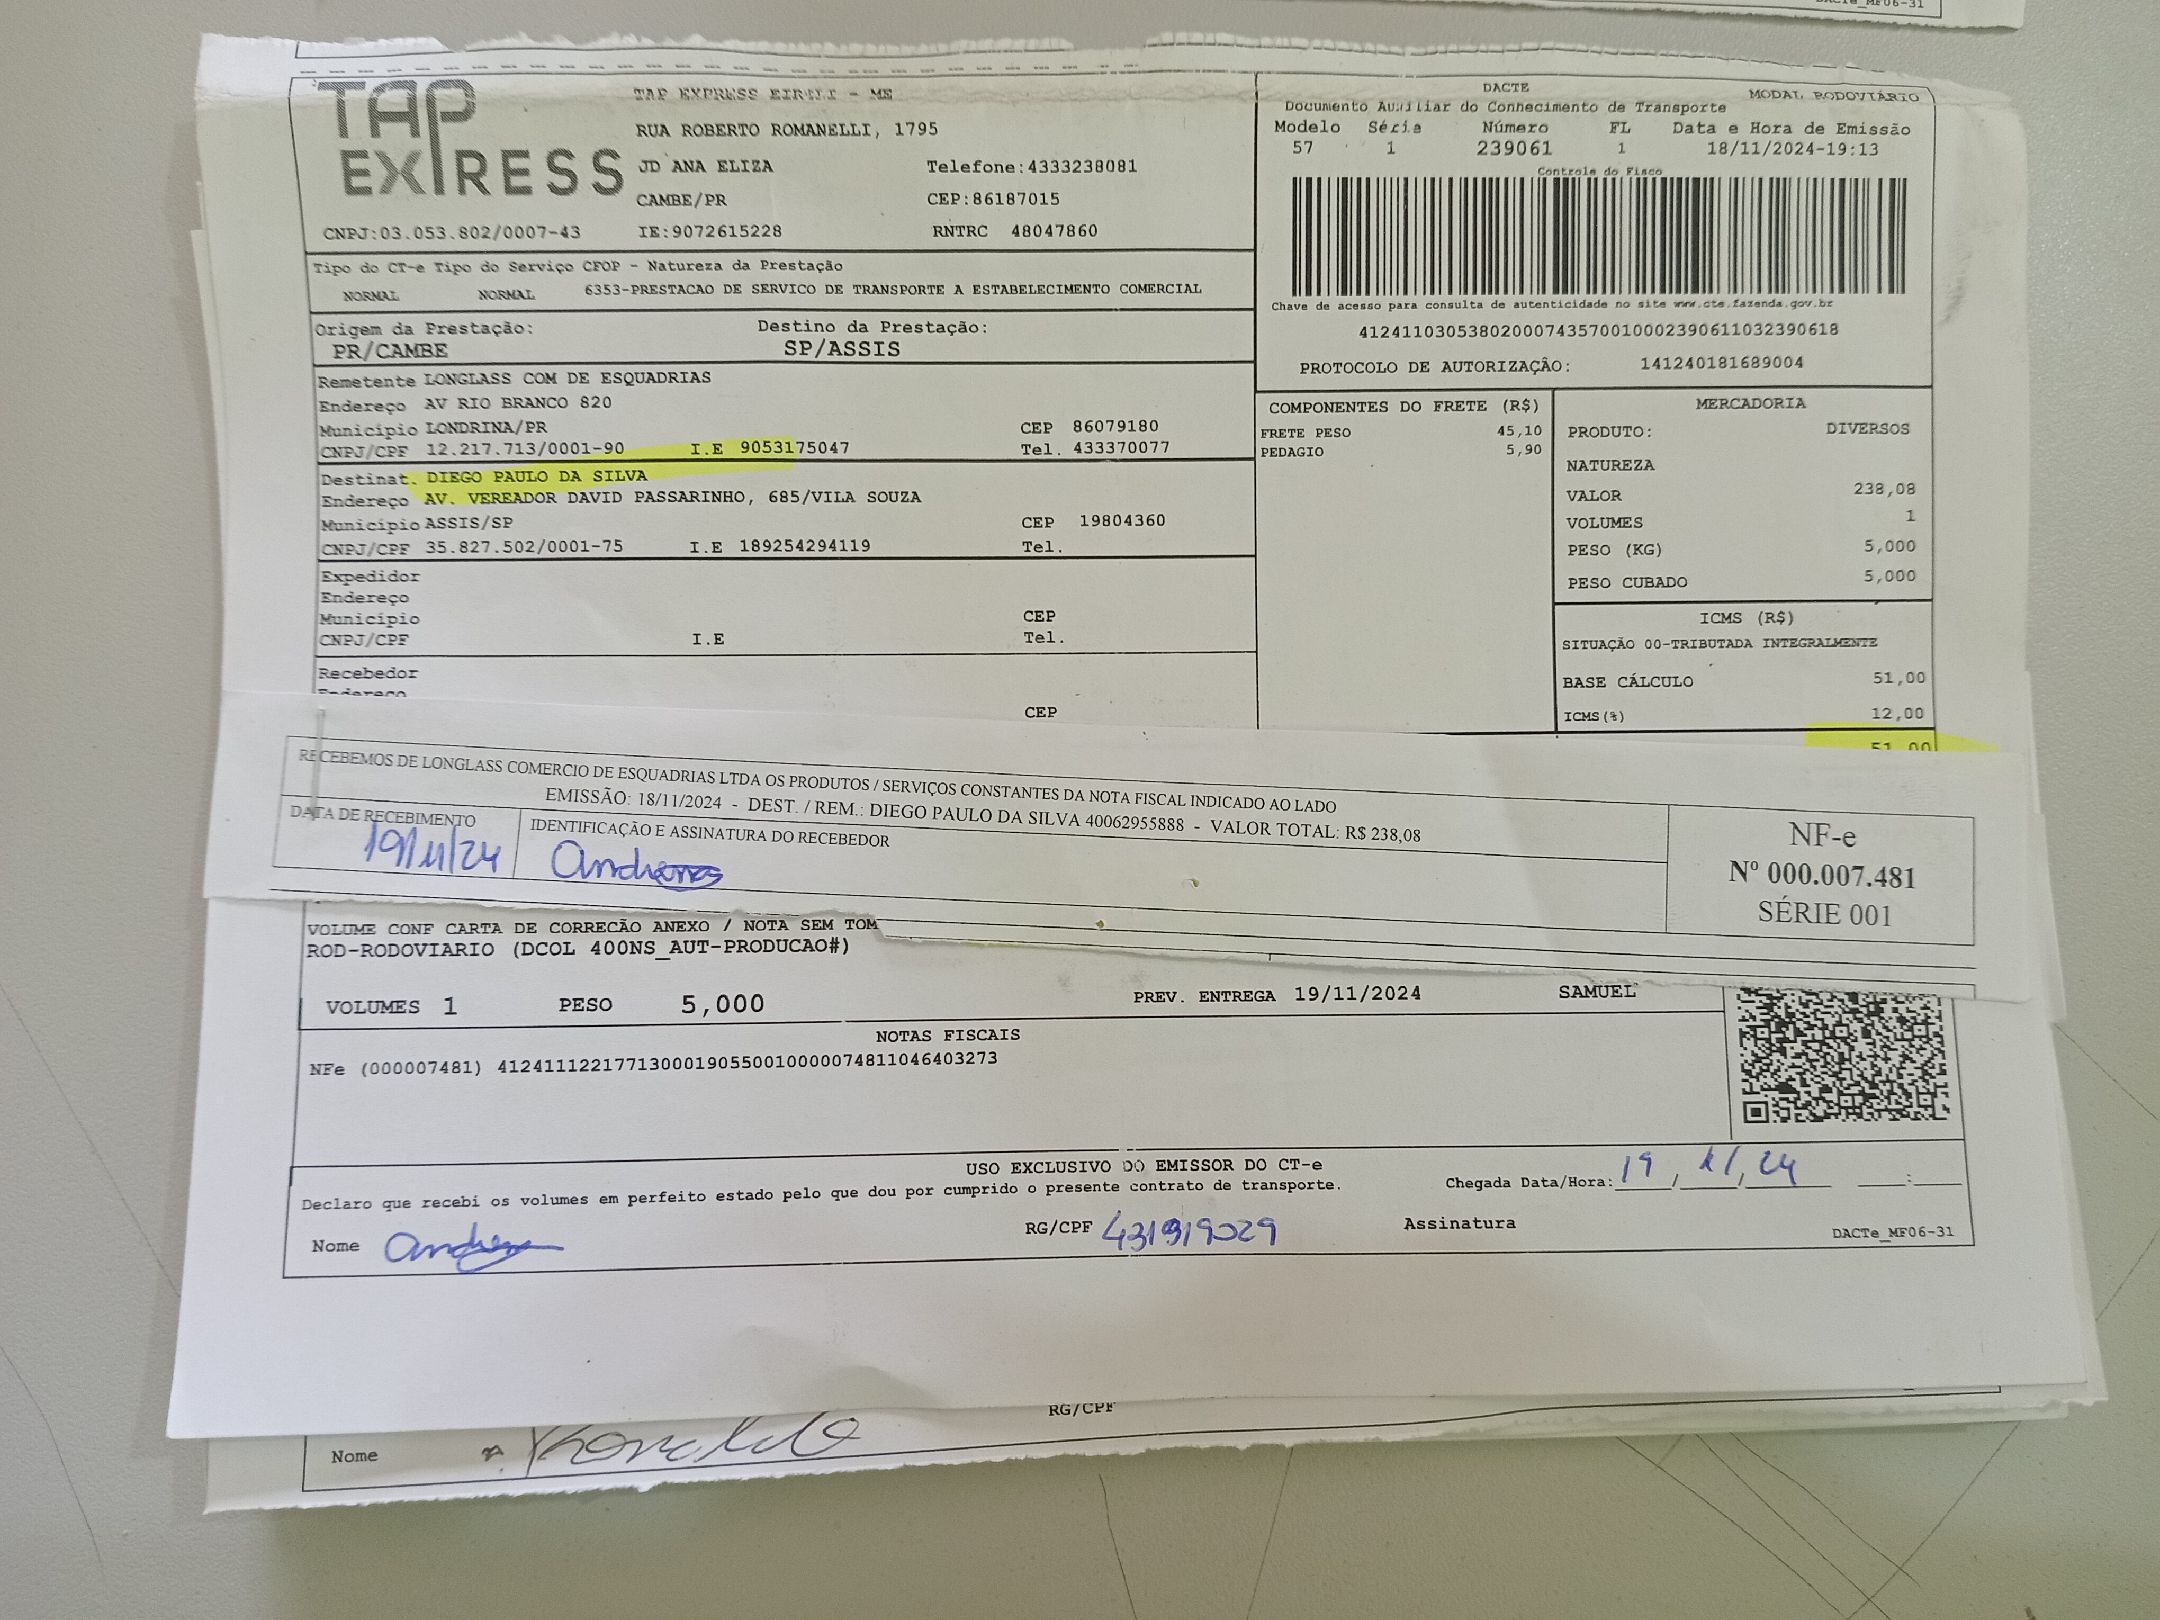 DACTe_MF06-31
TAP EXPRESS
TAP EXPRESS EIRELI - ME
RUA ROBERTO ROMANELLI, 1795
JD ANA ELIZA Telefone:4333238081
CAMBE/PR CEP:86187015
CNPJ:03.053.802/0007-43 IE:9072615228 RNTRC 48047860
DACTE MODAL RODOVIÁRIO
Documento Auxiliar do Conhecimento de Transporte
Modelo Série Número FL Data e Hora de Emissão
57 1 239061 1 18/11/2024-19:13
Controle do Fisco
Chave de acesso para consulta de autenticidade no site www.cte.fazenda.gov.br
41241103053802000743570010002390611032390618
PROTOCOLO DE AUTORIZAÇÃO: 141240181689004
Tipo do CT-e Tipo do Serviço CFOP - Natureza da Prestação
NORMAL NORMAL 6353-PRESTACAO DE SERVICO DE TRANSPORTE A ESTABELECIMENTO COMERCIAL
Origem da Prestação: Destino da Prestação:
PR/CAMBE SP/ASSIS
Remetente LONGLASS COM DE ESQUADRIAS
Endereço AV RIO BRANCO 820
Município LONDRINA/PR CEP 86079180
CNPJ/CPF 12.217.713/0001-90 I.E 9053175047 Tel. 433370077
Destinat. DIEGO PAULO DA SILVA
Endereço AV. VEREADOR DAVID PASSARINHO, 685/VILA SOUZA
Município ASSIS/SP CEP 19804360
CNPJ/CPF 35.827.502/0001-75 I.E 189254294119 Tel.
Expedidor
Endereço
Município CEP
CNPJ/CPF I.E Tel.
Recebedor
Endereço
CEP
COMPONENTES DO FRETE (R$)
FRETE PESO 45,10
PEDAGIO 5,90
MERCADORIA
PRODUTO: DIVERSOS
NATUREZA
VALOR 238,08
VOLUMES 1
PESO (KG) 5,000
PESO CUBADO 5,000
ICMS (R$)
SITUAÇÃO 00-TRIBUTADA INTEGRALMENTE
BASE CÁLCULO 51,00
ICMS(%) 12,00
51,00
RECEBEMOS DE LONGLASS COMERCIO DE ESQUADRIAS LTDA OS PRODUTOS / SERVIÇOS CONSTANTES DA NOTA FISCAL INDICADO AO LADO
EMISSÃO: 18/11/2024 - DEST. / REM.: DIEGO PAULO DA SILVA 40062955888 - VALOR TOTAL: R$ 238,08
DATA DE RECEBIMENTO IDENTIFICAÇÃO E ASSINATURA DO RECEBEDOR
19/11/24
NF-e
Nº 000.007.481
SÉRIE 001
VOLUME CONF CARTA DE CORRECÃO ANEXO / NOTA SEM TOM
ROD-RODOVIARIO (DCOL 400NS_AUT-PRODUCAO#)
VOLUMES 1 PESO 5,000 PREV. ENTREGA 19/11/2024 SAMUEL
NOTAS FISCAIS
NFe (000007481) 41241112217713000190550010000074811046403273
USO EXCLUSIVO DO EMISSOR DO CT-e
Declaro que recebi os volumes em perfeito estado pelo que dou por cumprido o presente contrato de transporte. Chegada Data/Hora: 19/11/24 :
Nome RG/CPF 431919029 Assinatura
DACTe_MF06-31
RG/CPF
Nome